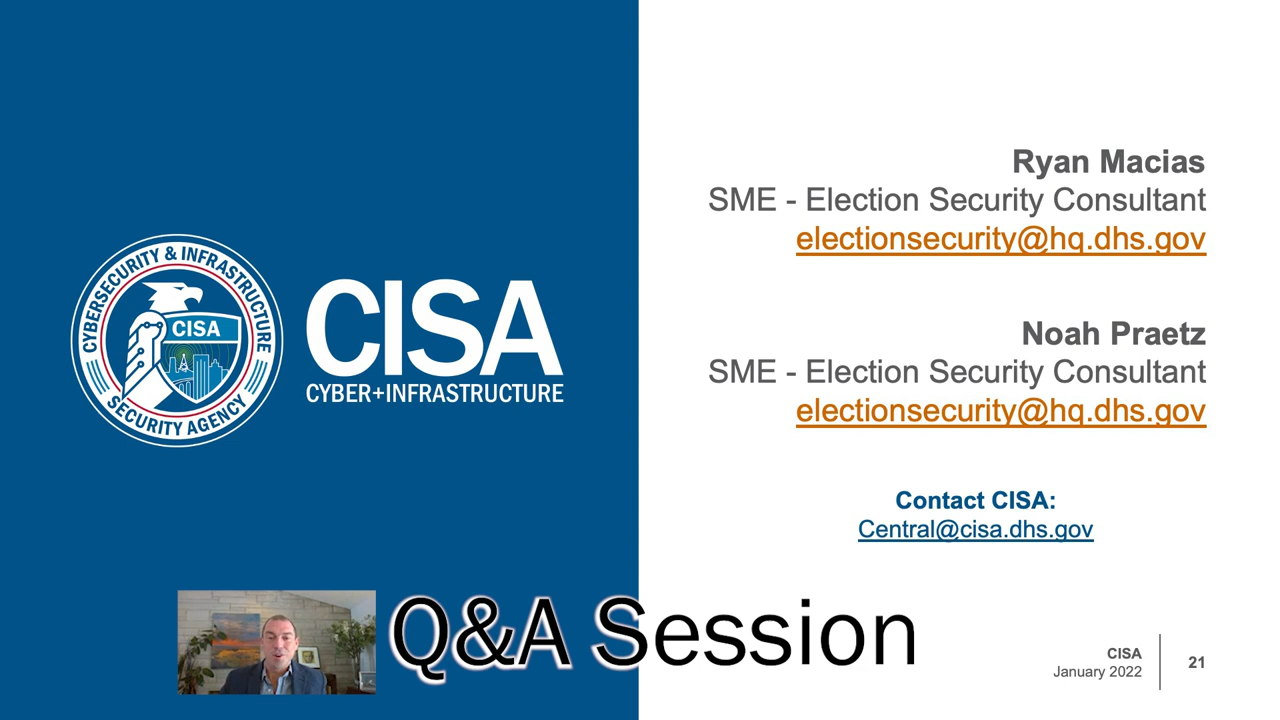 CYBERSECURITY & INFRASTRUCTURE
SECURITY AGENCY
CISA
CISA
CYBER+INFRASTRUCTURE
Ryan Macias
SME - Election Security Consultant
electionsecurity@hq.dhs.gov
Noah Praetz
SME - Election Security Consultant
electionsecurity@hq.dhs.gov
Contact CISA:
Central@cisa.dhs.gov
Q&A Session
CISA
January 2022
21